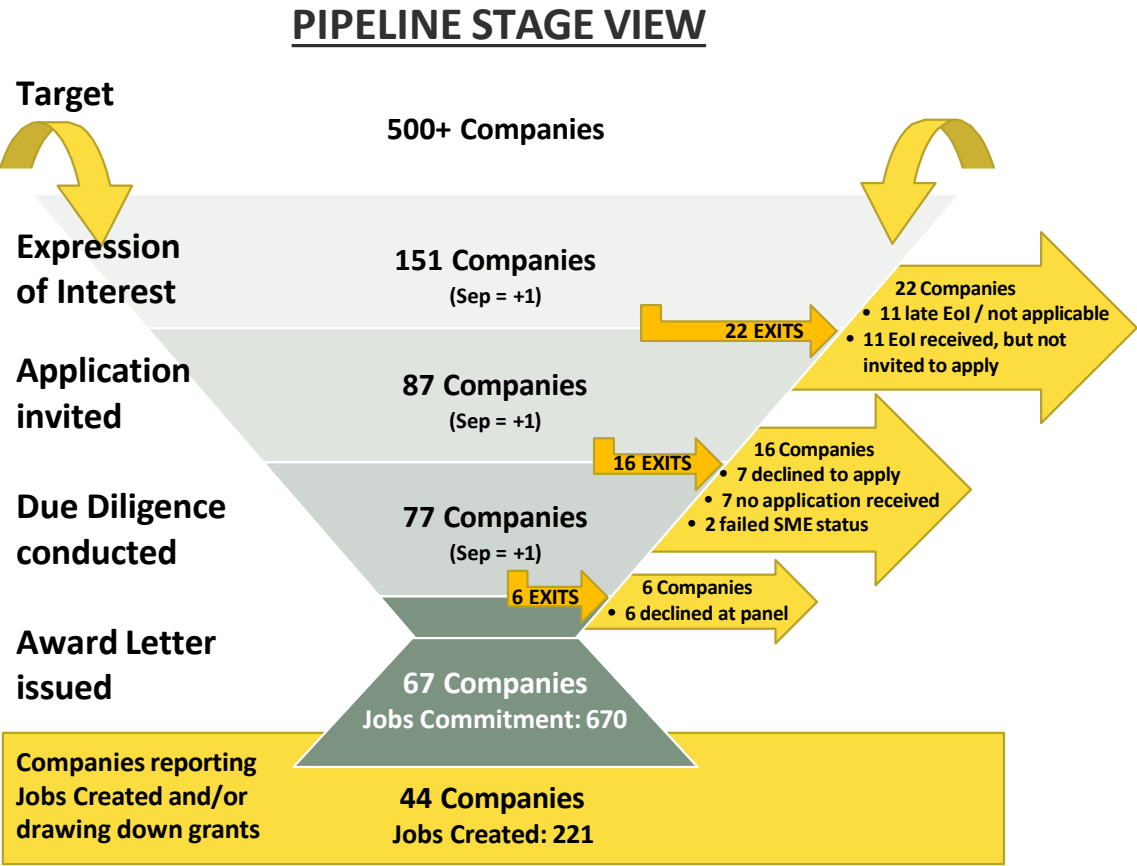 PIPELINE STAGE VIEW
Target
500+ Companies
Expression
of Interest
151 Companies
(Sep = +1)
22 EXITS
22 Companies
• 11 late EoI / not applicable
• 11 EoI received, but not
invited to apply
Application
invited
87 Companies
(Sep = +1)
16 EXITS
16 Companies
• 7 declined to apply
• 7 no application received
• 2 failed SME status
Due Diligence
conducted
77 Companies
(Sep = +1)
6 EXITS
6 Companies
• 6 declined at panel
Award Letter
issued
67 Companies
Jobs Commitment: 670
Companies reporting
Jobs Created and/or
drawing down grants
44 Companies
Jobs Created: 221